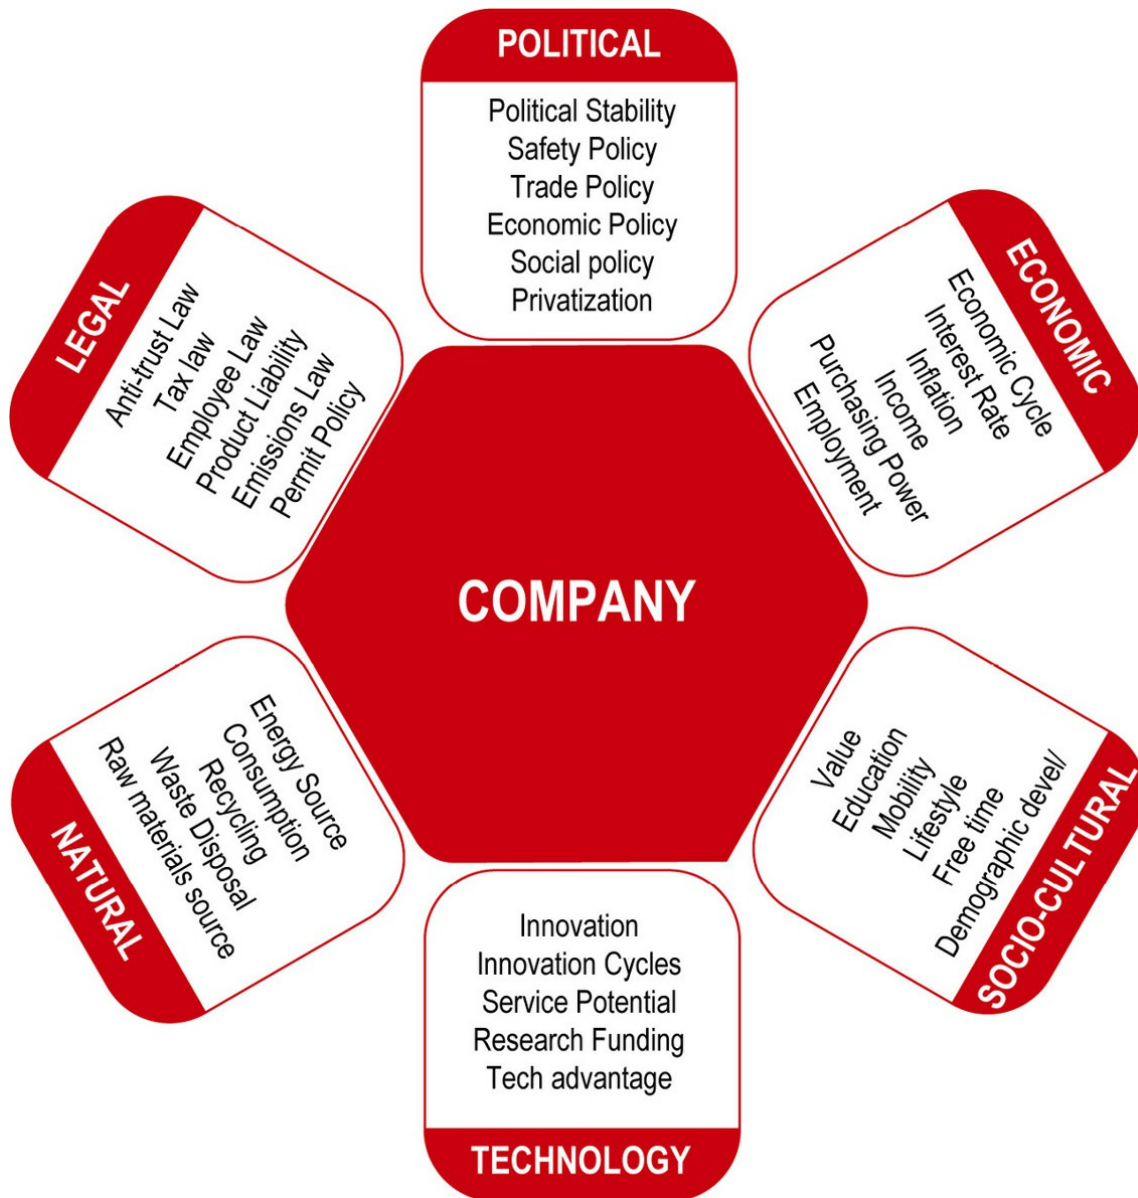 POLITICAL
Political Stability
Safety Policy
Trade Policy
Economic Policy
Social policy
Privatization
ECONOMIC
Economic Cycle
Interest Rate
Inflation
Income
Purchasing Power
Employment
SOCIO-CULTURAL
Value
Education
Mobility
Lifestyle
Free time
Demographic devel/
Innovation
Innovation Cycles
Service Potential
Research Funding
Tech advantage
TECHNOLOGY
NATURAL
Energy Source
Consumption
Recycling
Waste Disposal
Raw materials source
LEGAL
Anti-trust Law
Tax law
Employee Law
Product Liability
Emissions Law
Permit Policy
COMPANY